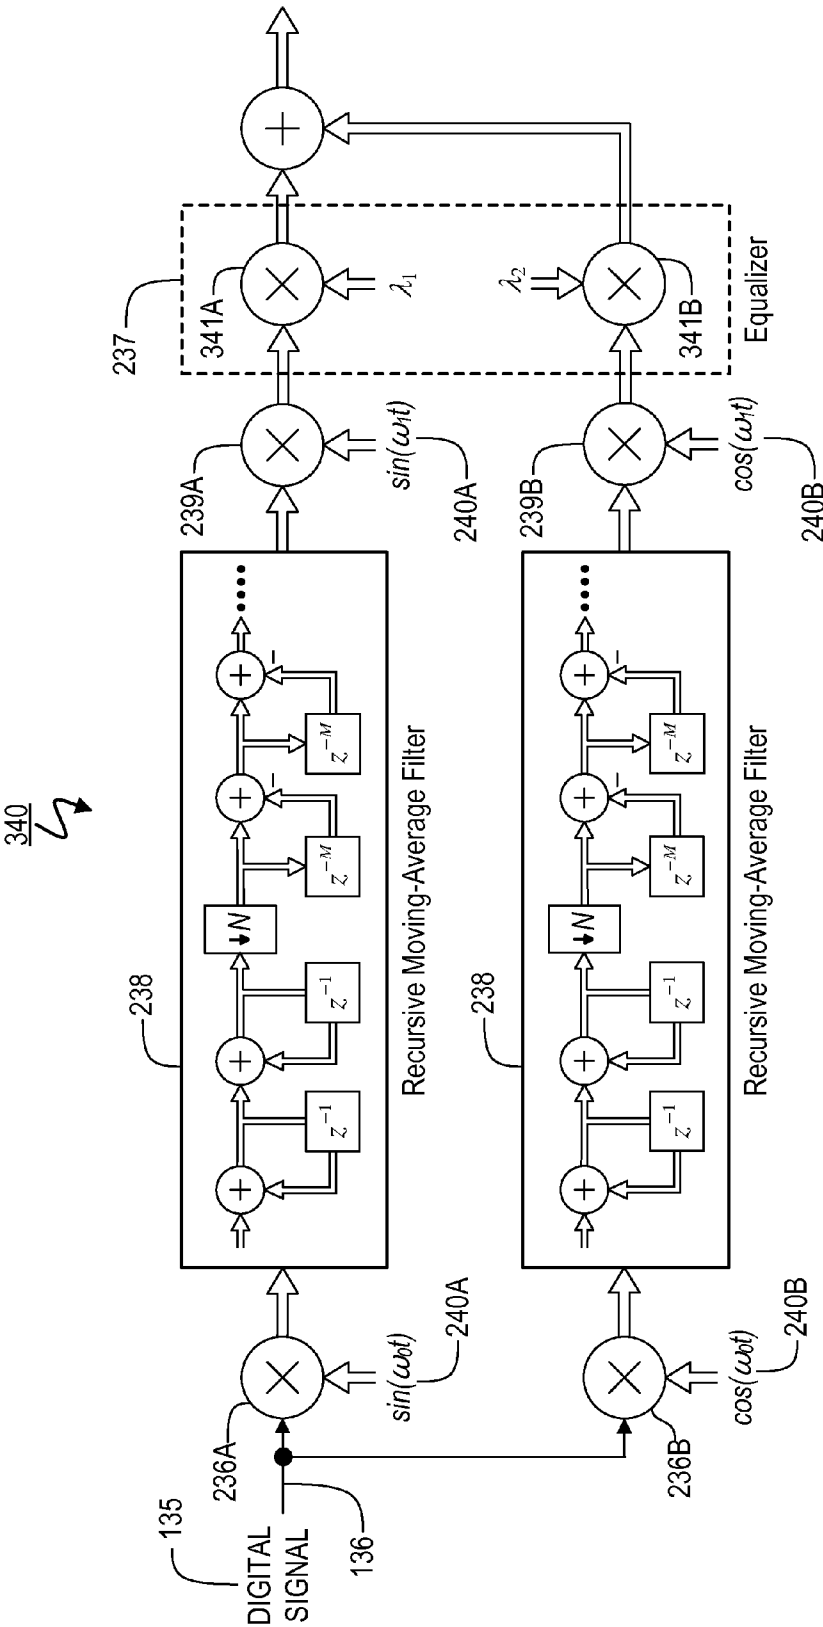 340
135
DIGITAL
SIGNAL
136
236A
×
sin(ω₀t)
240A
238
+
z⁻¹
+
z⁻¹
↓N
z⁻ᴹ
+
−
z⁻ᴹ
+
−
Recursive Moving-Average Filter
239A
×
sin(ω₁t)
240A
237
341A
×
λ₁
+
236B
×
cos(ω₀t)
240B
238
+
z⁻¹
+
z⁻¹
↓N
z⁻ᴹ
+
−
z⁻ᴹ
+
−
Recursive Moving-Average Filter
239B
×
cos(ω₁t)
240B
λ₂
×
341B
Equalizer